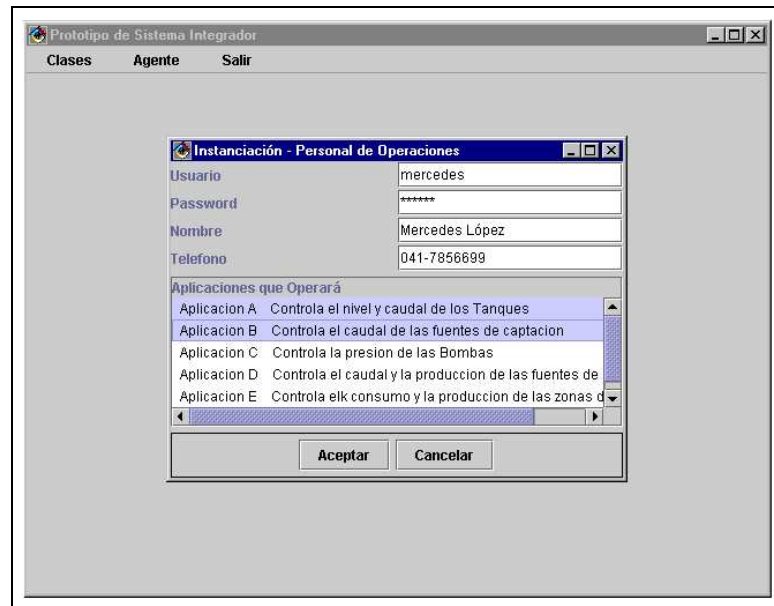 Prototipo de Sistema Integrador
Clases Agente Salir
Instanciación - Personal de Operaciones
Usuario mercedes
Password ******
Nombre Mercedes López
Telefono 041-7856699
Aplicaciones que Operará
Aplicacion A Controla el nivel y caudal de los Tanques
Aplicacion B Controla el caudal de las fuentes de captacion
Aplicacion C Controla la presion de las Bombas
Aplicacion D Controla el caudal y la produccion de las fuentes de
Aplicacion E Controla elk consumo y la produccion de las zonas d
Aceptar Cancelar